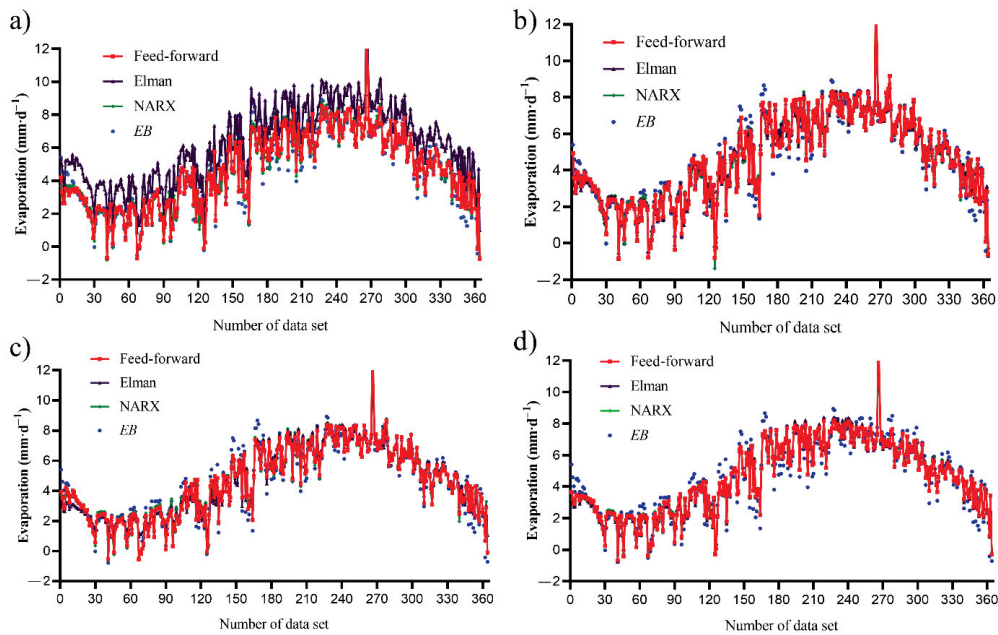 a)
Feed-forward
Elman
NARX
EB
Evaporation (mm·d⁻¹)
12
10
8
6
4
2
0
−2
0 30 60 90 120 150 180 210 240 270 300 330 360
Number of data set
b)
Feed-forward
Elman
NARX
EB
Evaporation (mm·d⁻¹)
12
10
8
6
4
2
0
−2
0 30 60 90 120 150 180 210 240 270 300 330 360
Number of data set
c)
Feed-forward
Elman
NARX
EB
Evaporation (mm·d⁻¹)
12
10
8
6
4
2
0
−2
0 30 60 90 120 150 180 210 240 270 300 330 360
Number of data set
d)
Feed-forward
Elman
NARX
EB
Evaporation (mm·d⁻¹)
12
10
8
6
4
2
0
−2
0 30 60 90 120 150 180 210 240 270 300 330 360
Number of data set